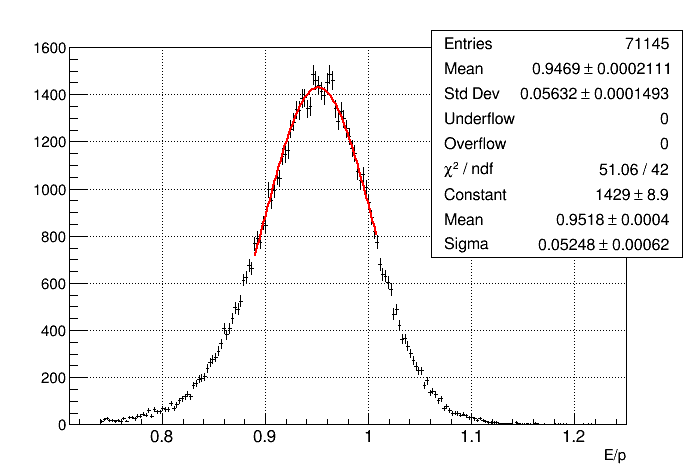 Entries 71145
Mean 0.9469 ± 0.0002111
Std Dev 0.05632 ± 0.0001493
Underflow 0
Overflow 0
χ² / ndf 51.06 / 42
Constant 1429 ± 8.9
Mean 0.9518 ± 0.0004
Sigma 0.05248 ± 0.00062
1600
1400
1200
1000
800
600
400
200
0
0.8 0.9 1 1.1 1.2
E/p